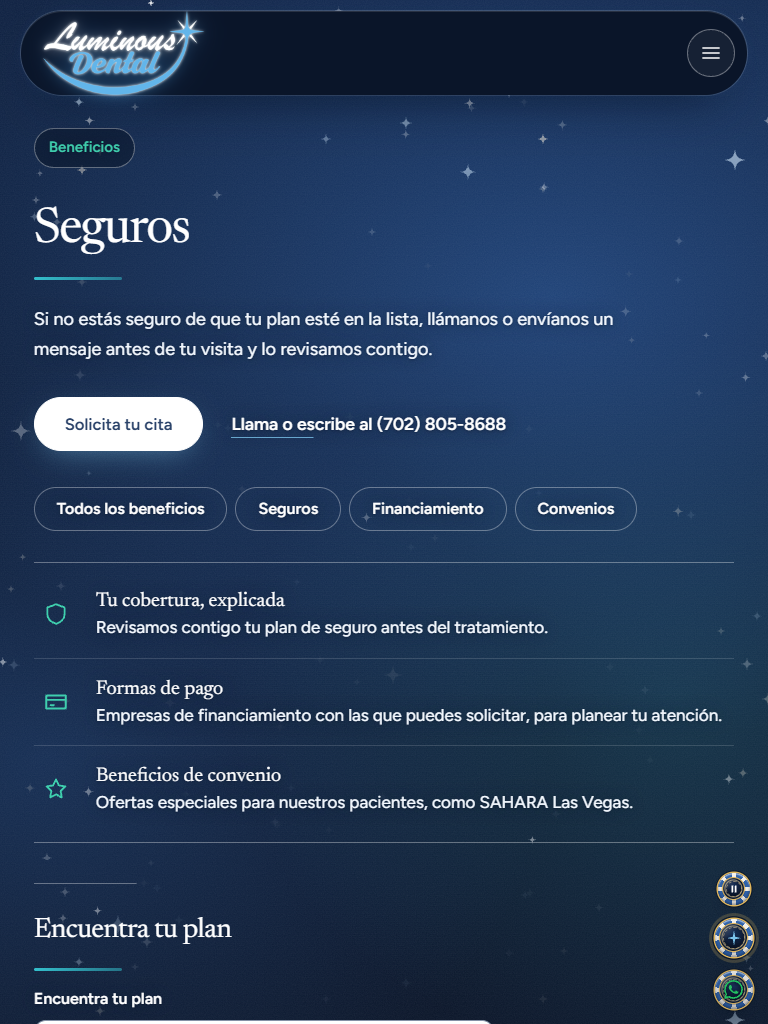 Luminous
Dental
Beneficios
Seguros
Si no estás seguro de que tu plan esté en la lista, llámanos o envíanos un
mensaje antes de tu visita y lo revisamos contigo.
Solicita tu cita
Llama o escribe al (702) 805-8688
Todos los beneficios
Seguros
Financiamiento
Convenios
Tu cobertura, explicada
Revisamos contigo tu plan de seguro antes del tratamiento.
Formas de pago
Empresas de financiamiento con las que puedes solicitar, para planear tu atención.
Beneficios de convenio
Ofertas especiales para nuestros pacientes, como SAHARA Las Vegas.
Encuentra tu plan
Encuentra tu plan